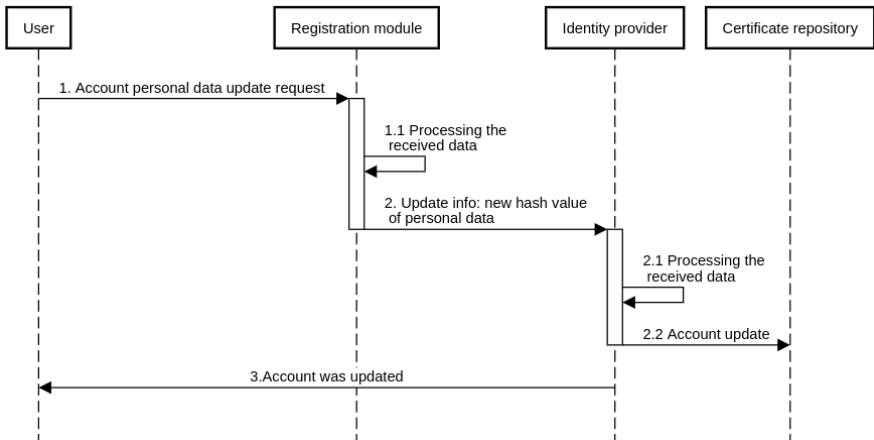 User
Registration module
Identity provider
Certificate repository
1. Account personal data update request
1.1 Processing the
received data
2. Update info: new hash value
of personal data
2.1 Processing the
received data
2.2 Account update
3.Account was updated